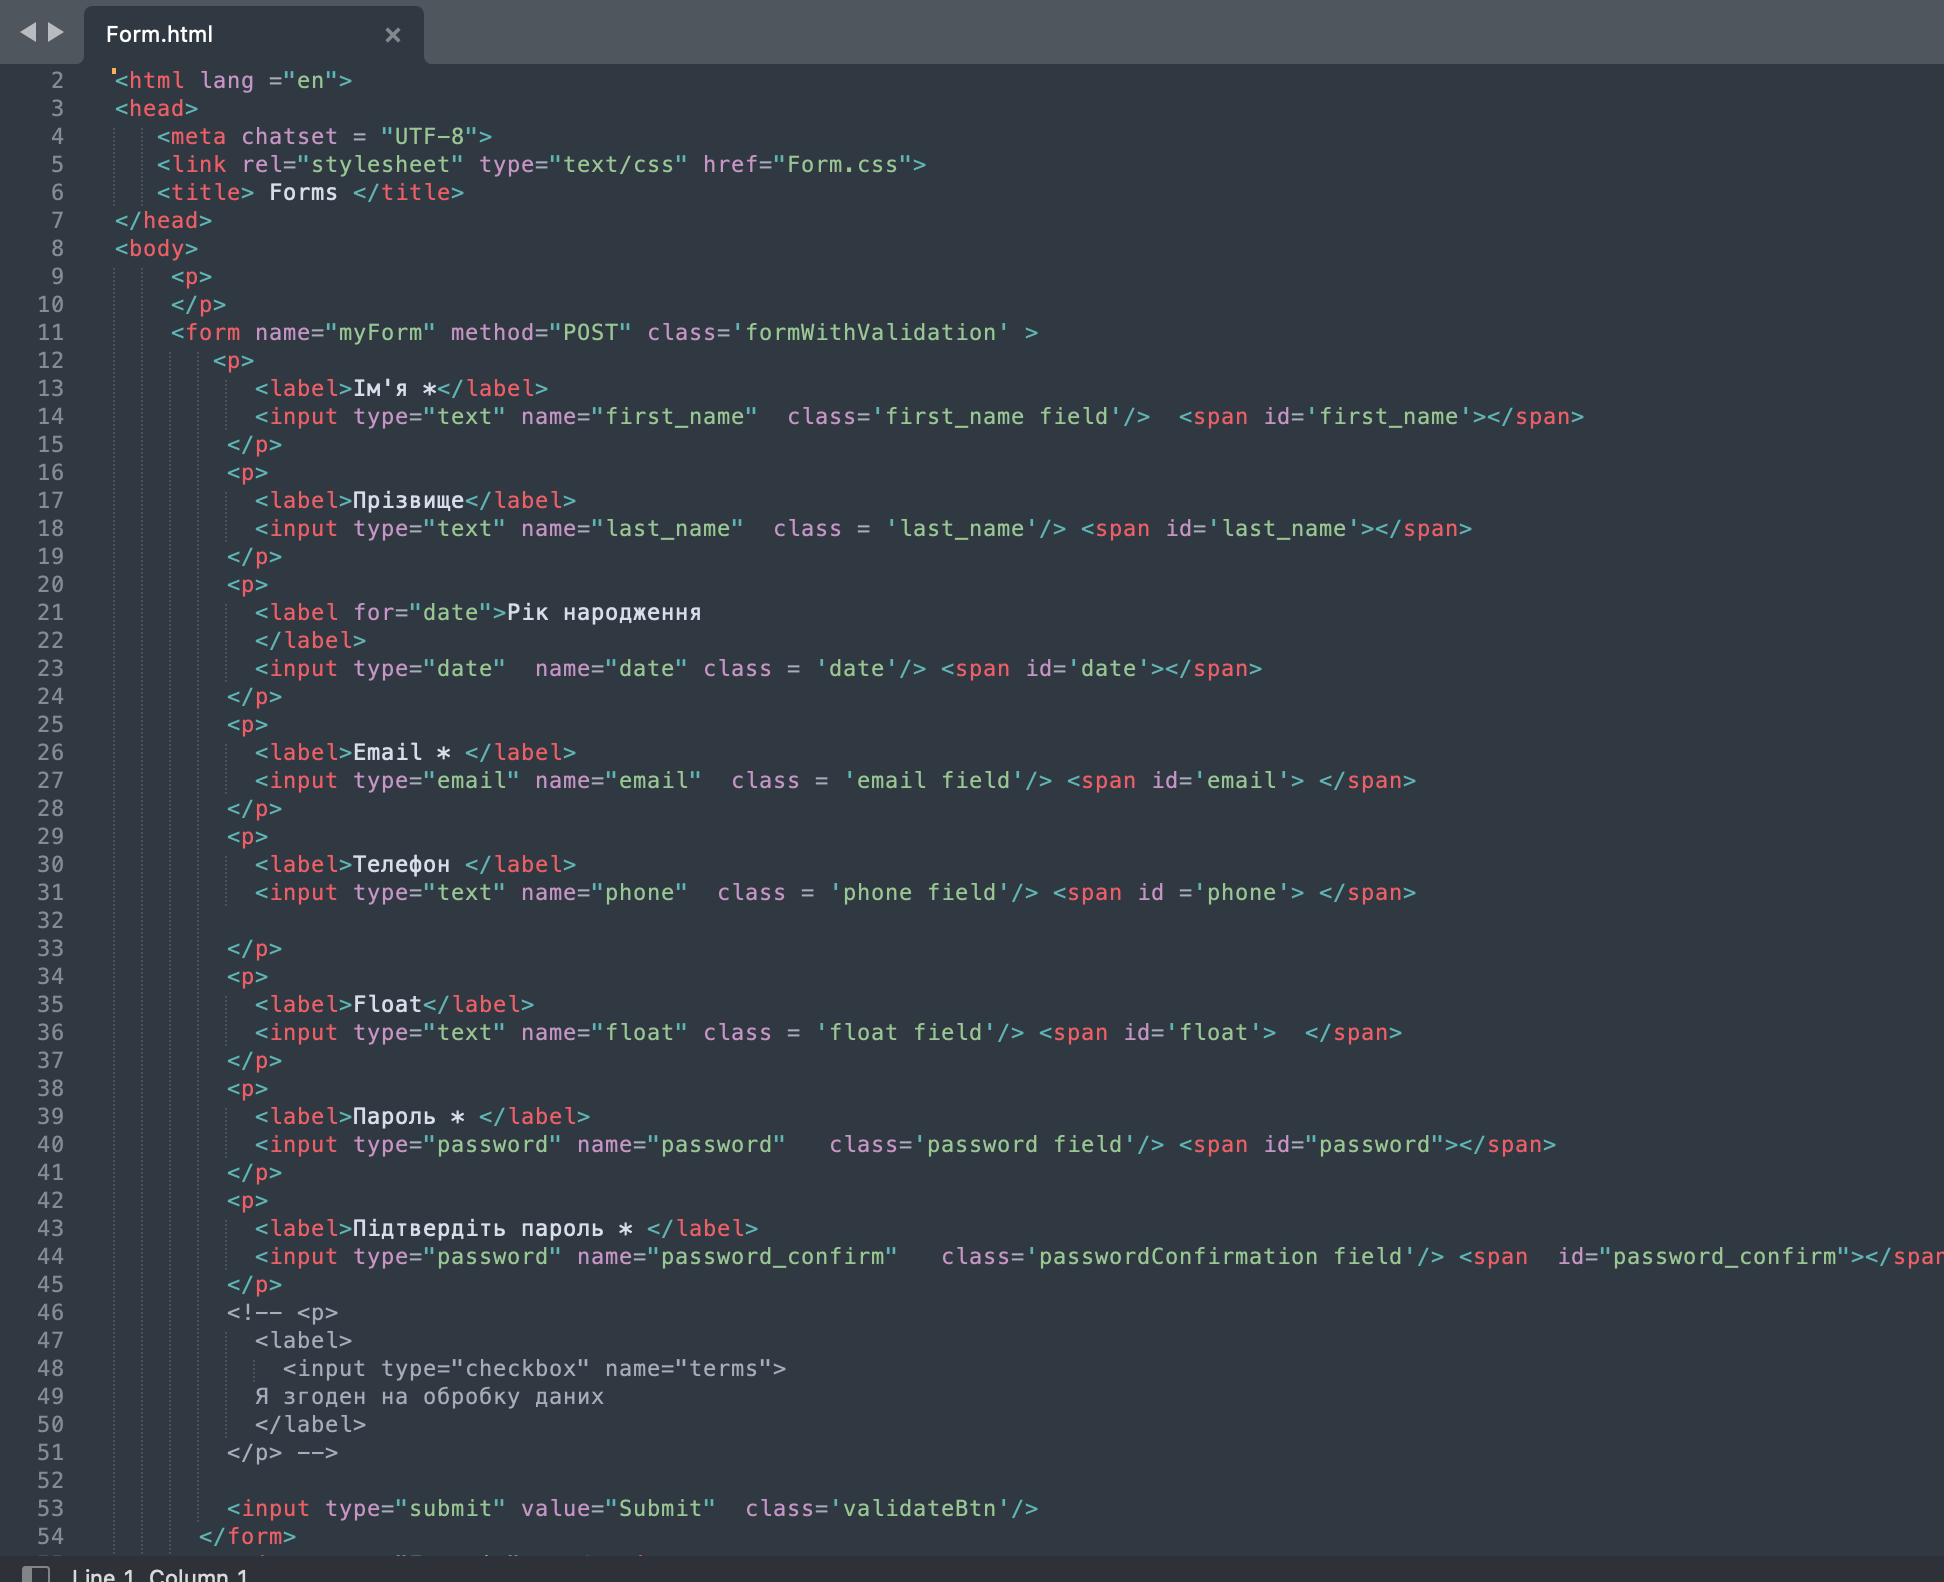 Form.html ×
2 <html lang ="en">
3 <head>
4 <meta chatset = "UTF-8">
5 <link rel="stylesheet" type="text/css" href="Form.css">
6 <title> Forms </title>
7 </head>
8 <body>
9 <p>
10 </p>
11 <form name="myForm" method="POST" class='formWithValidation' >
12 <p>
13 <label>Ім'я *</label>
14 <input type="text" name="first_name"  class='first_name field'/>  <span id='first_name'></span>
15 </p>
16 <p>
17 <label>Прізвище</label>
18 <input type="text" name="last_name"  class = 'last_name'/> <span id='last_name'></span>
19 </p>
20 <p>
21 <label for="date">Рік народження
22 </label>
23 <input type="date"  name="date" class = 'date'/> <span id='date'></span>
24 </p>
25 <p>
26 <label>Email * </label>
27 <input type="email" name="email"  class = 'email field'/> <span id='email'> </span>
28 </p>
29 <p>
30 <label>Телефон </label>
31 <input type="text" name="phone"  class = 'phone field'/> <span id ='phone'> </span>
32
33 </p>
34 <p>
35 <label>Float</label>
36 <input type="text" name="float" class = 'float field'/> <span id='float'>  </span>
37 </p>
38 <p>
39 <label>Пароль * </label>
40 <input type="password" name="password"   class='password field'/> <span id="password"></span>
41 </p>
42 <p>
43 <label>Підтвердіть пароль * </label>
44 <input type="password" name="password_confirm"   class='passwordConfirmation field'/> <span  id="password_confirm"></span
45 </p>
46 <!-- <p>
47 <label>
48 <input type="checkbox" name="terms">
49 Я згоден на обробку даних
50 </label>
51 </p> -->
52
53 <input type="submit" value="Submit"  class='validateBtn'/>
54 </form>
Line 1, Column 1